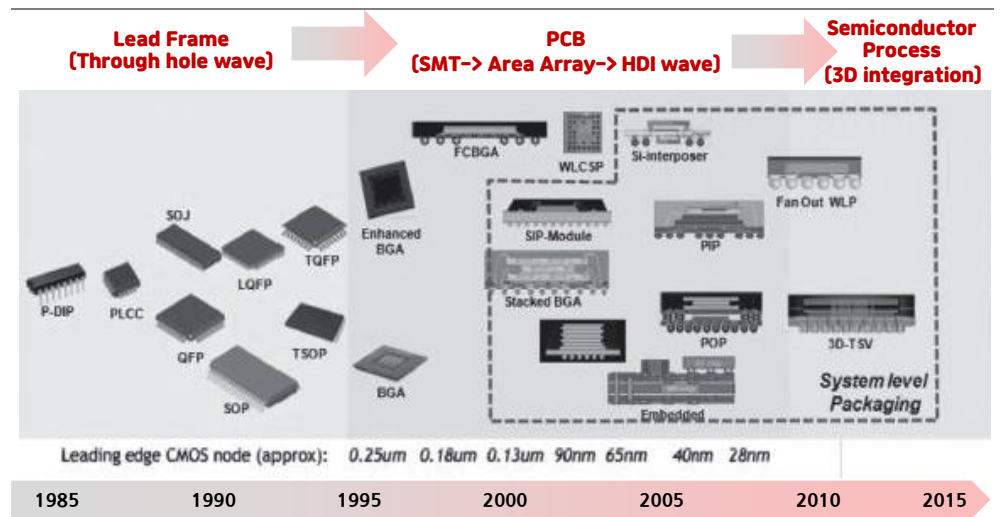 Lead Frame
(Through hole wave)
PCB
(SMT-> Area Array-> HDI wave)
Semiconductor
Process
(3D integration)
FCBGA
WLCSP
Si-interposer
Fan-Out WLP
SOJ
LQFP
TQFP
Enhanced
BGA
SIP-Module
PIP
P-DIP
PLCC
Stacked BGA
QFP
TSOP
POP
3D-TSV
SOP
BGA
Embedded
System level
Packaging
Leading edge CMOS node (approx): 0.25um 0.18um 0.13um 90nm 65nm 40nm 28nm
1985 1990 1995 2000 2005 2010 2015